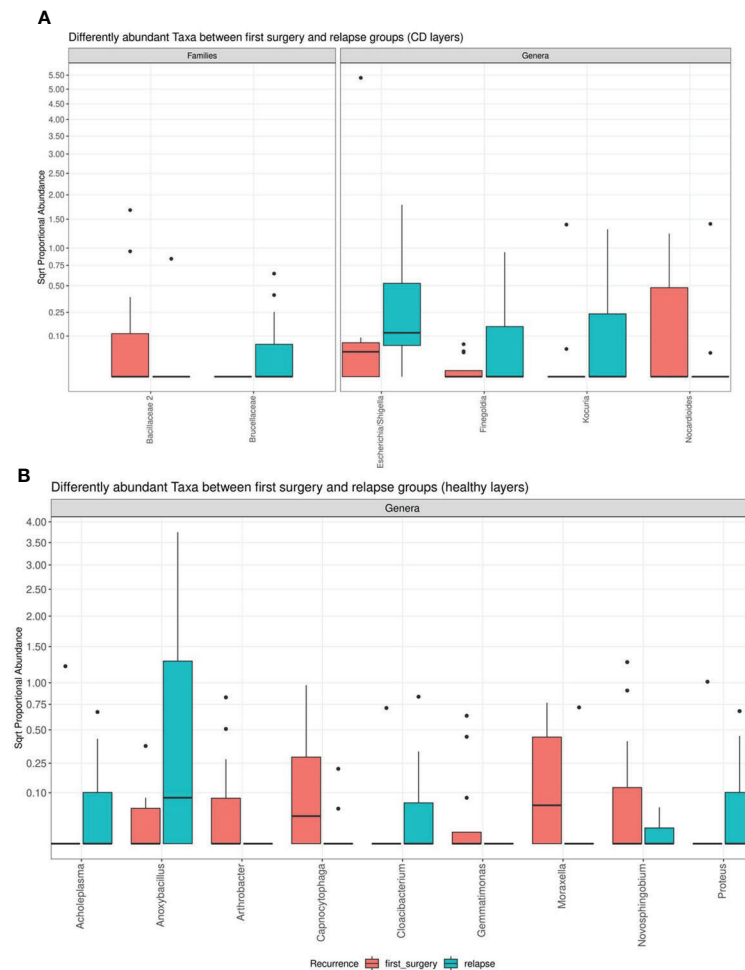 A
Differently abundant Taxa between first surgery and relapse groups (CD layers)
Families
Genera
Sqrt Proportional Abundance
5.50
5.00
4.50
4.00
3.50
3.00
2.50
2.00
1.50
1.00
0.75
0.50
0.25
0.10
Bacillaceae 2
Brucellaceae
Escherichia/Shigella
Finegoldia
Kocuria
Nocardioides
B
Differently abundant Taxa between first surgery and relapse groups (healthy layers)
Genera
Sqrt Proportional Abundance
4.00
3.50
3.00
2.50
2.00
1.50
1.00
0.75
0.50
0.25
0.10
Acholeplasma
Anoxybacillus
Arthrobacter
Capnocytophaga
Cloacibacterium
Gemmatimonas
Moraxella
Novosphingobium
Proteus
Recurrence first_surgery relapse